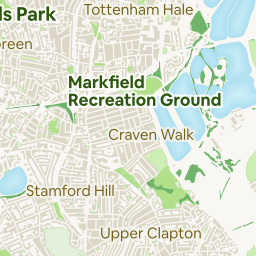 Tottenham Hale
ls Park
reen
Markfield
Recreation Ground
Craven Walk
Stamford Hill
Upper Clapton